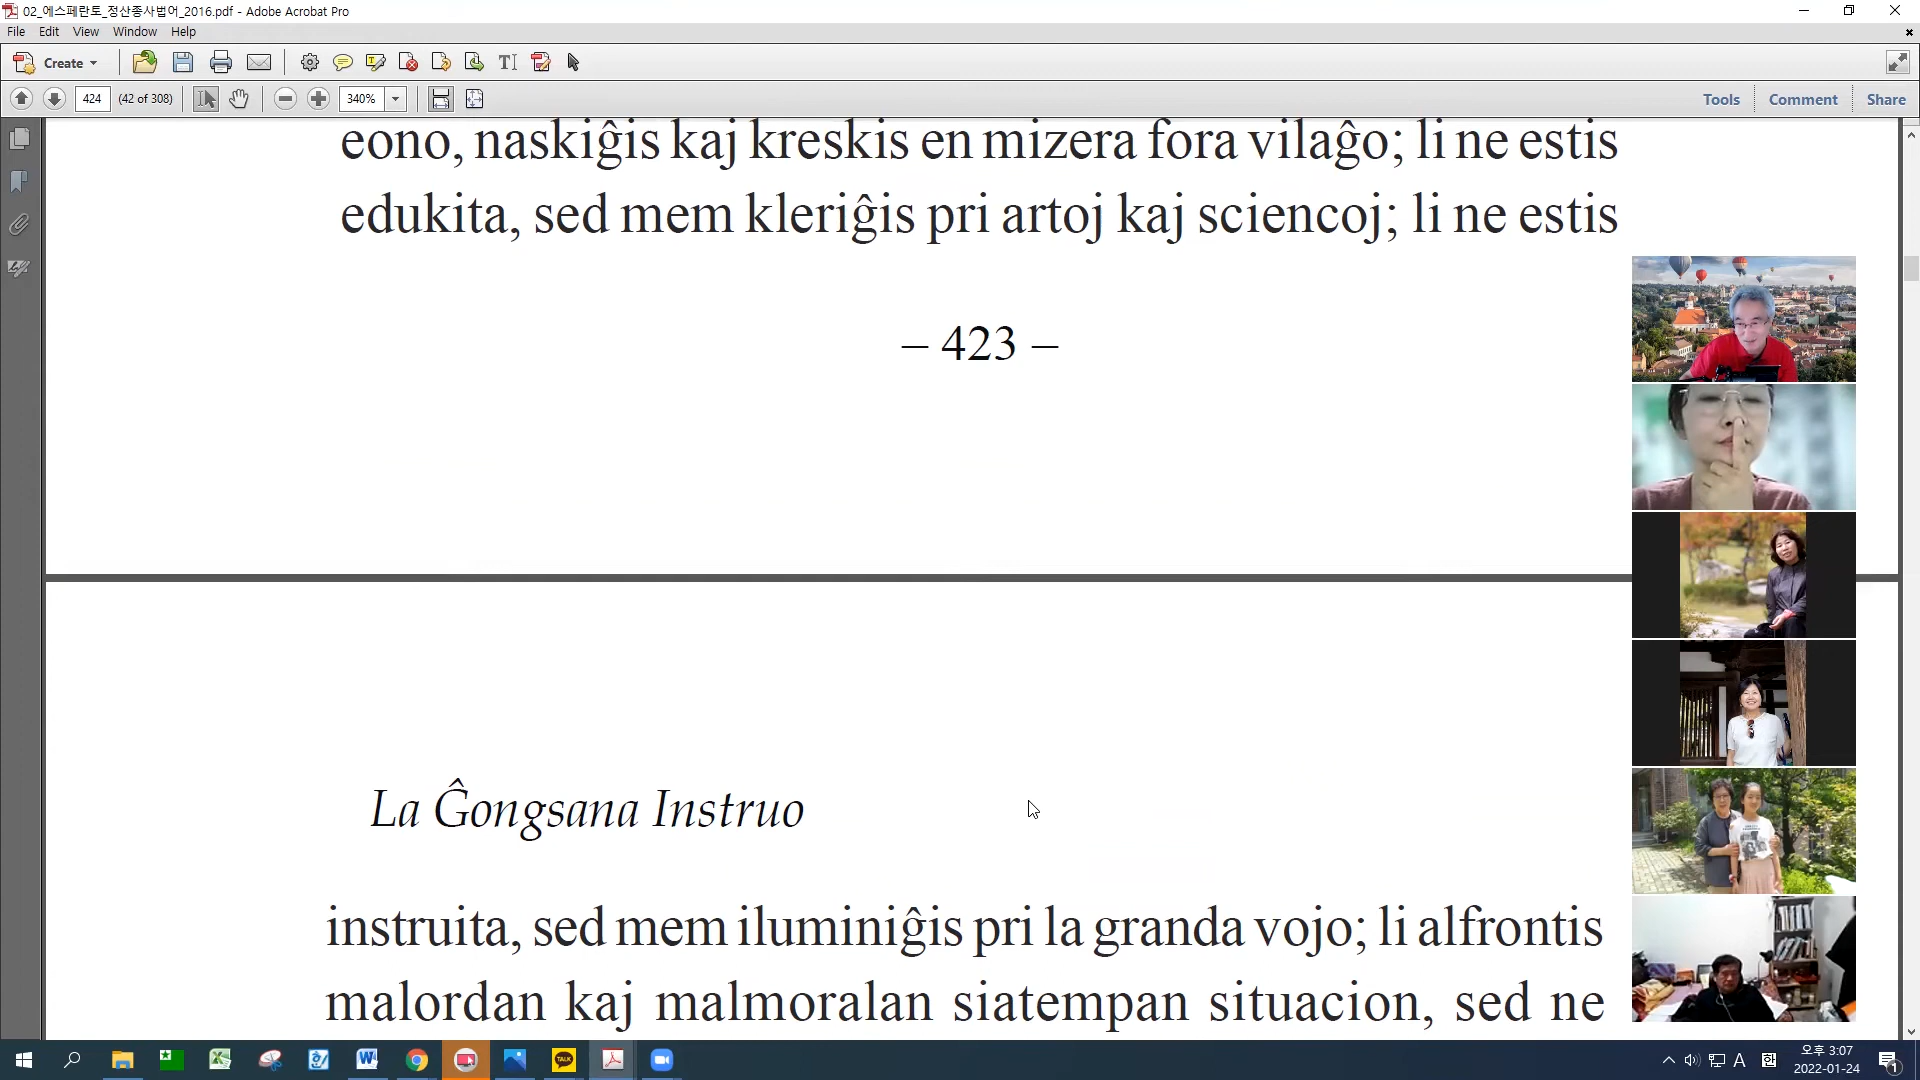 02_에스페란토_정산종사법어_2016.pdf - Adobe Acrobat Pro
File Edit View Window Help
Create
424 (42 of 308) 340% Tools Comment Share
eono, naskiĝis kaj kreskis en mizera fora vilaĝo; li ne estis
edukita, sed mem kleriĝis pri artoj kaj sciencoj; li ne estis
– 423 –
La Ĝongsana Instruo
instruita, sed mem iluminiĝis pri la granda vojo; li alfrontis
malordan kaj malmoralan siatempan situacion, sed ne
TALK
A 한 오후 3:07
2022-01-24
1